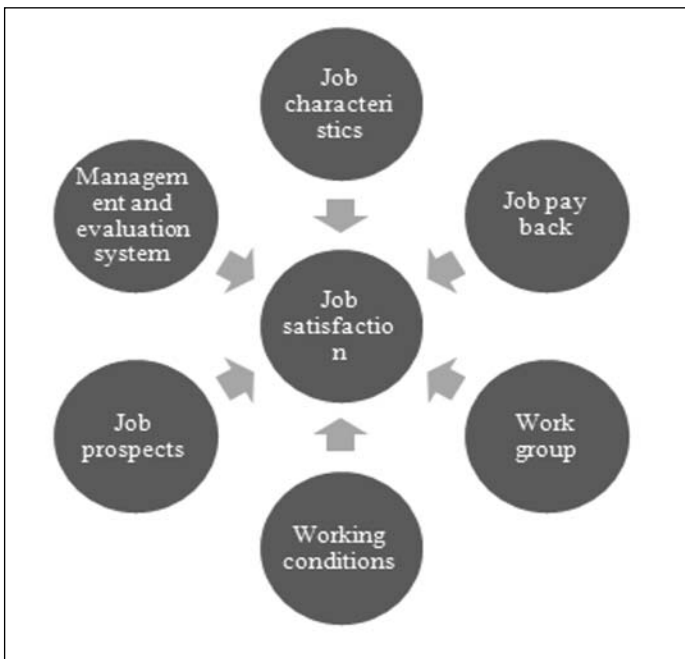 Job
characteri
stics
Managem
ent and
evaluation
system
Job pay
back
Job
satisfactio
n
Job
prospects
Work
group
Working
conditions